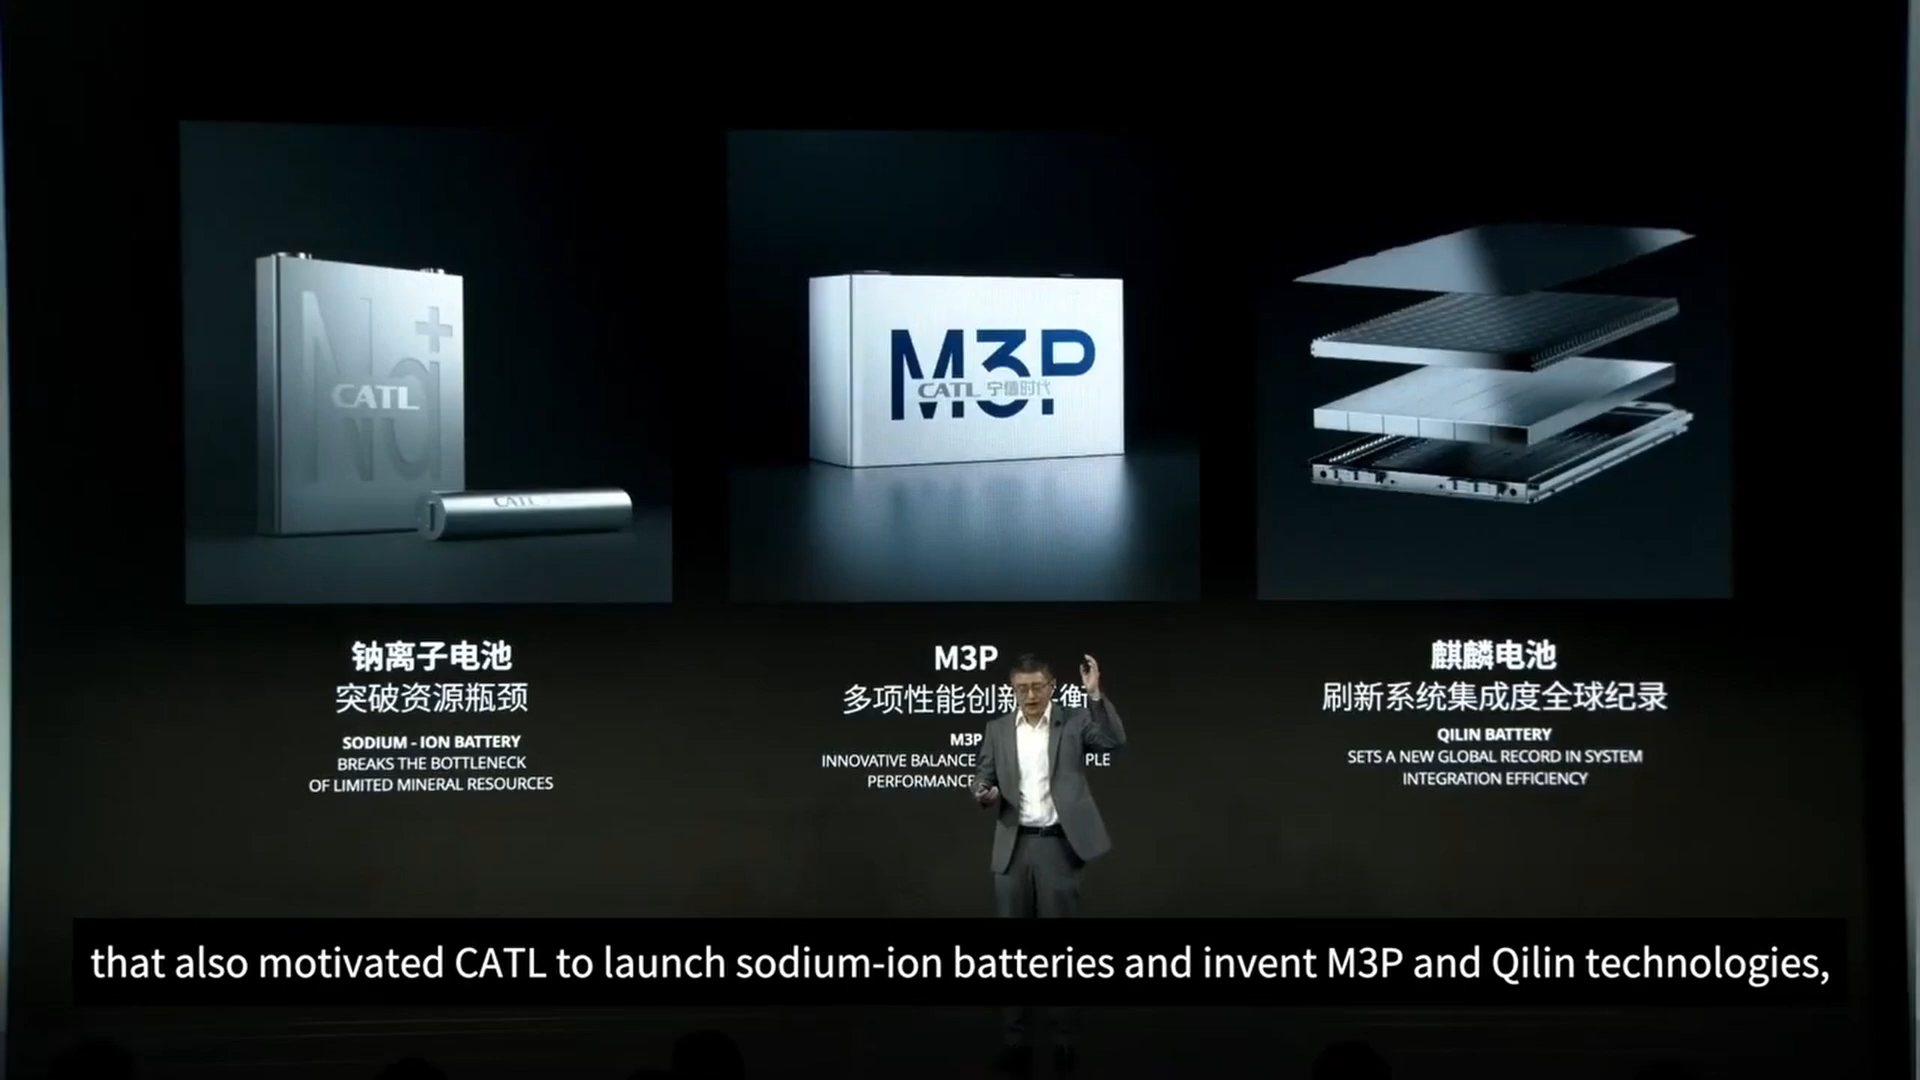 Na+
CATL
CATL
M3P
CATL 宁德时代
钠离子电池
突破资源瓶颈
SODIUM - ION BATTERY
BREAKS THE BOTTLENECK
OF LIMITED MINERAL RESOURCES
M3P
多项性能创新 衡
M3P
INNOVATIVE BALANCE PLE
PERFORMANCE
麒麟电池
刷新系统集成度全球纪录
QILIN BATTERY
SETS A NEW GLOBAL RECORD IN SYSTEM
INTEGRATION EFFICIENCY
that also motivated CATL to launch sodium-ion batteries and invent M3P and Qilin technologies,